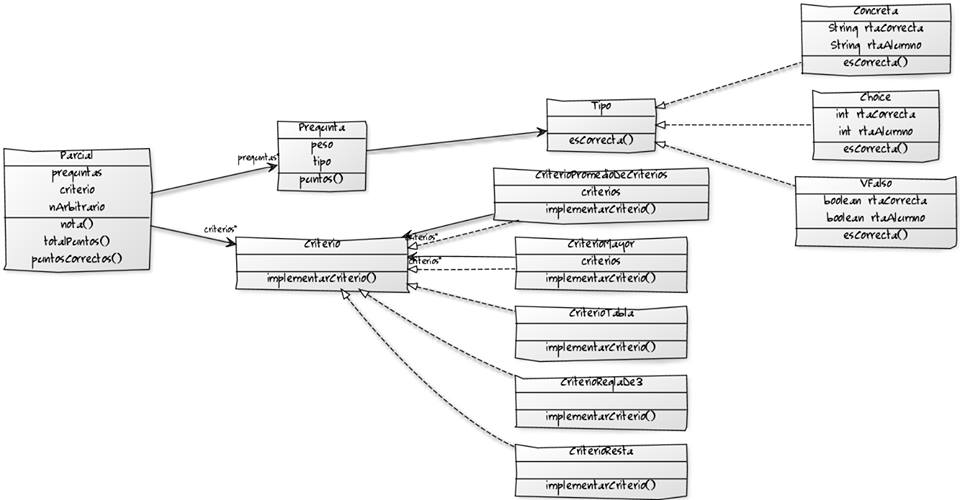 Concreta
String rtaCorrecta
String rtaAlumno
esCorrecta()
Choice
int rtaCorrecta
int rtaAlumno
esCorrecta()
VFalso
boolean rtaCorrecta
boolean rtaAlumno
esCorrecta()
Tipo
esCorrecta()
Pregunta
peso
tipo
puntos()
preguntas*
Parcial
preguntas
criterio
nArbitrario
nota()
totalPuntos()
puntosCorrectos()
criterios*
Criterio
implementarCriterio()
CriterioPromedoDeCriterios
criterios
implementarCriterio()
criterios*
CriterioMayor
criterios
implementarCriterio()
criterios*
CriterioTabla
implementarCriterio()
CriterioReglaDe3
implementarCriterio()
CriterioResta
implementarCriterio()